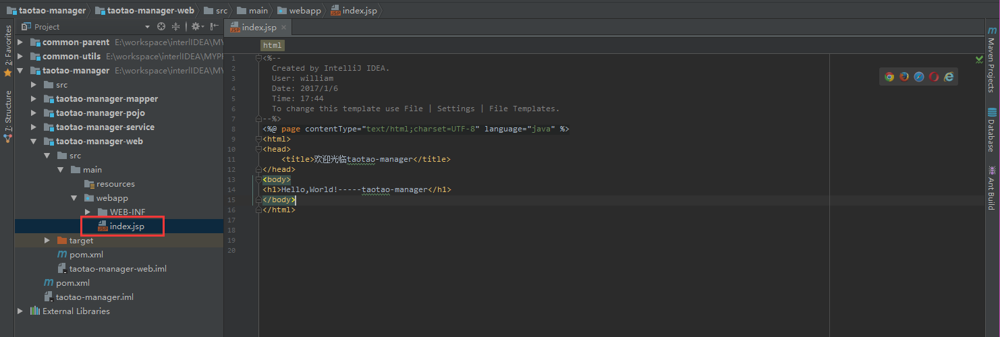 taotao-manager taotao-manager-web src main webapp index.jsp
Project
index.jsp
2: Favorites
7: Structure
common-parent E:\workspace\interlIDEA\MYP
common-utils E:\workspace\interlIDEA\MYPR
taotao-manager E:\workspace\interlIDEA\M
src
taotao-manager-mapper
taotao-manager-pojo
taotao-manager-service
taotao-manager-web
src
main
resources
webapp
WEB-INF
index.jsp
target
pom.xml
taotao-manager-web.iml
pom.xml
taotao-manager.iml
External Libraries
html
1 <%--
2 Created by IntelliJ IDEA.
3 User: william
4 Date: 2017/1/6
5 Time: 17:44
6 To change this template use File | Settings | File Templates.
7 --%>
8 <%@ page contentType="text/html;charset=UTF-8" language="java" %>
9 <html>
10 <head>
11 <title>欢迎光临taotao-manager</title>
12 </head>
13 <body>
14 <h1>Hello,World!-----taotao-manager</h1>
15 </body>
16 </html>
17
18
19
20
Maven Projects
Database
Ant Build